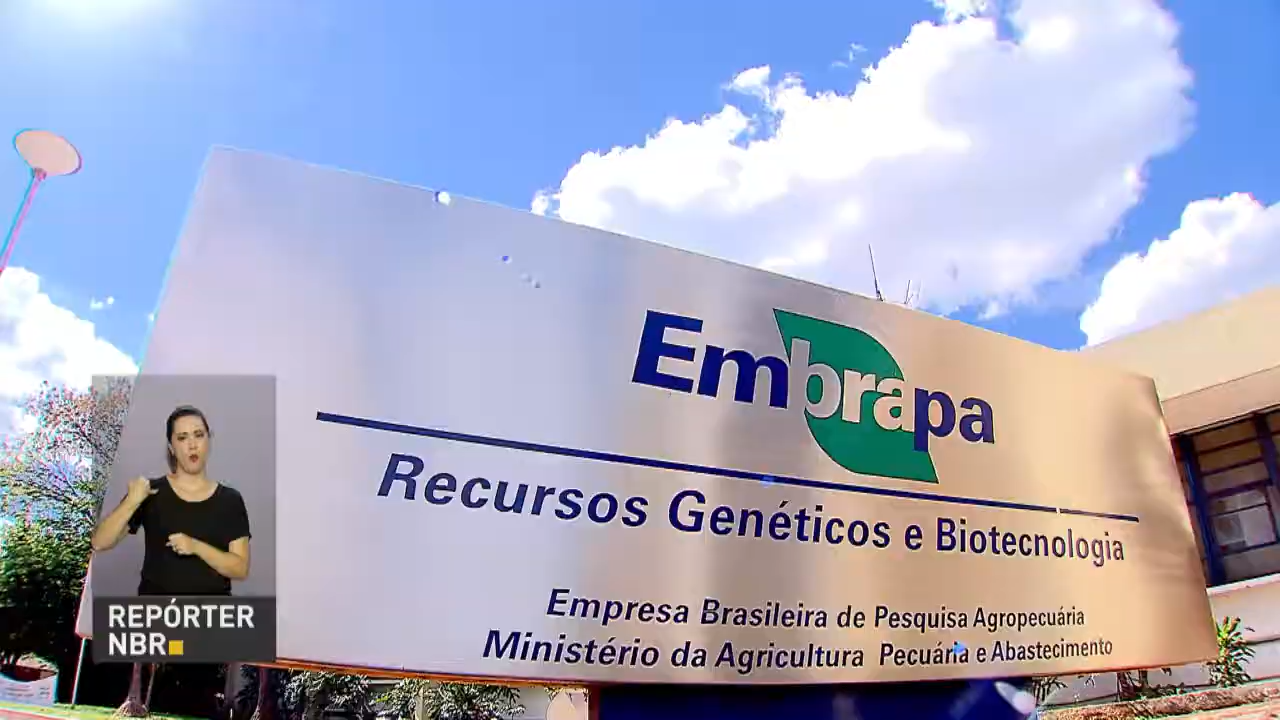 Embrapa
Recursos Genéticos e Biotecnologia
Empresa Brasileira de Pesquisa Agropecuária
Ministério da Agricultura Pecuária e Abastecimento
REPÓRTER
NBR